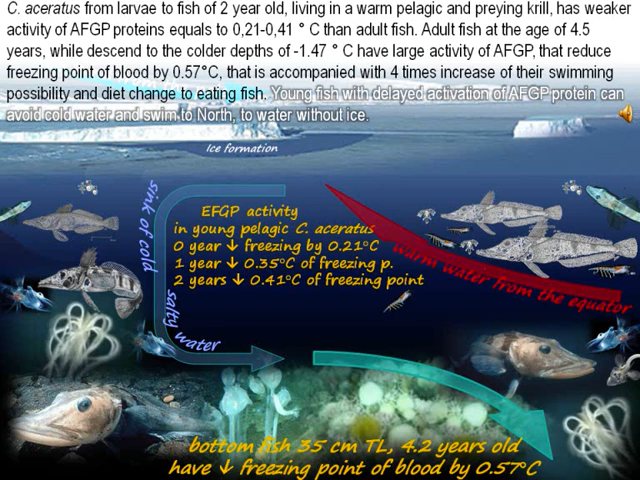 C. aceratus from larvae to fish of 2 year old, living in a warm pelagic and preying krill, has weaker
activity of AFGP proteins equals to 0,21-0,41 ° C than adult fish. Adult fish at the age of 4.5
years, while descend to the colder depths of -1.47 ° C have large activity of AFGP, that reduce
freezing point of blood by 0.57°C, that is accompanied with 4 times increase of their swimming
possibility and diet change to eating fish. Young fish with delayed activation of AFGP protein can
avoid cold water and swim to North, to water without ice.
Ice formation
sink of cold
salty water
EFGP activity
in young pelagic C. aceratus
0 year ↓ freezing by 0.21°C
1 year ↓ 0.35°C of freezing p.
2 years ↓ 0.41°C of freezing point
warm water from the equator
bottom fish 35 cm TL, 4.2 years old
have ↓ freezing point of blood by 0.57°C